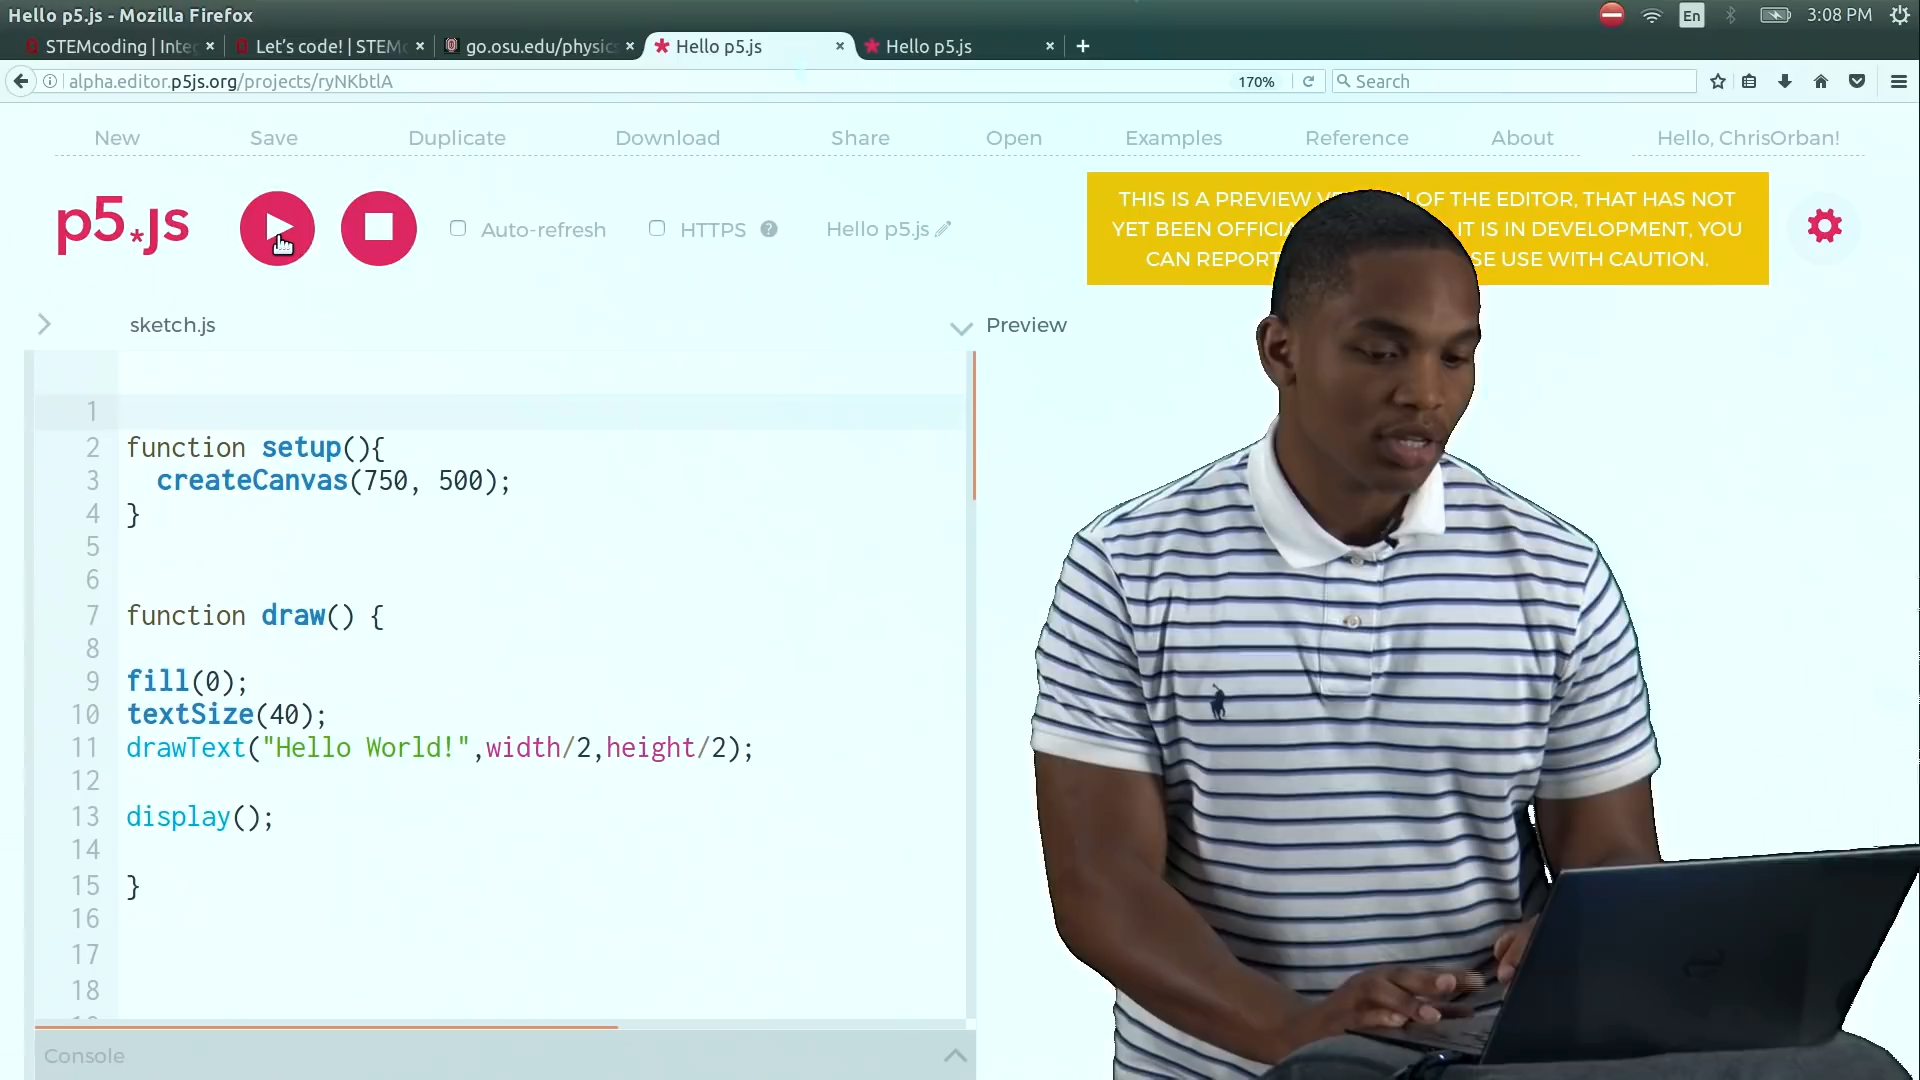 Hello p5.js - Mozilla Firefox
En
3:08 PM
STEMcoding | Inte
Let's code! | STEM
go.osu.edu/physic
Hello p5.js
Hello p5.js
alpha.editor.p5js.org/projects/ryNKbtlA
170%
Search
New Save Duplicate Download Share Open Examples Reference About Hello, ChrisOrban!
p5.js
Auto-refresh
HTTPS ?
Hello p5.js
THIS IS A PREVIEW OF THE EDITOR, THAT HAS NOT
YET BEEN IT IS IN DEVELOPMENT, YOU
CAN REPORT USE WITH CAUTION.
sketch.js
Preview
1
2 function setup(){
3 createCanvas(750, 500);
4 }
5
6
7 function draw() {
8
9 fill(0);
10 textSize(40);
11 drawText("Hello World!",width/2,height/2);
12
13 display();
14
15 }
16
17
18
Console